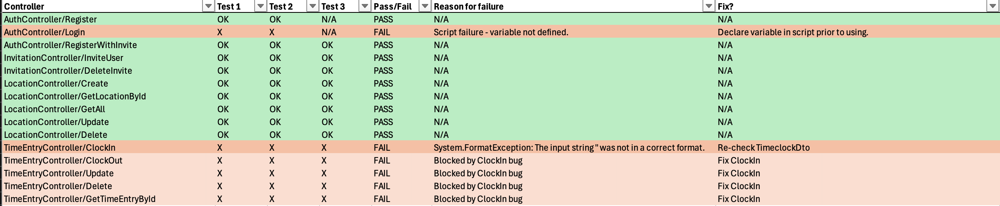 Controller Test 1 Test 2 Test 3 Pass/Fail Reason for failure Fix?
AuthController/Register OK OK N/A PASS N/A N/A
AuthController/Login X X N/A FAIL Script failure - variable not defined. Declare variable in script prior to using.
AuthController/RegisterWithInvite OK OK OK PASS N/A N/A
InvitationController/InviteUser OK OK OK PASS N/A N/A
InvitationController/DeleteInvite OK OK OK PASS N/A N/A
LocationController/Create OK OK OK PASS N/A N/A
LocationController/GetLocationById OK OK OK PASS N/A N/A
LocationController/GetAll OK OK OK PASS N/A N/A
LocationController/Update OK OK OK PASS N/A N/A
LocationController/Delete OK OK OK PASS N/A N/A
TimeEntryController/ClockIn X X X FAIL System.FormatException: The input string '' was not in a correct format. Re-check TimeclockDto
TimeEntryController/ClockOut X X X FAIL Blocked by ClockIn bug Fix ClockIn
TimeEntryController/Update X X X FAIL Blocked by ClockIn bug Fix ClockIn
TimeEntryController/Delete X X X FAIL Blocked by ClockIn bug Fix ClockIn
TimeEntryController/GetTimeEntryById X X X FAIL Blocked by ClockIn bug Fix ClockIn